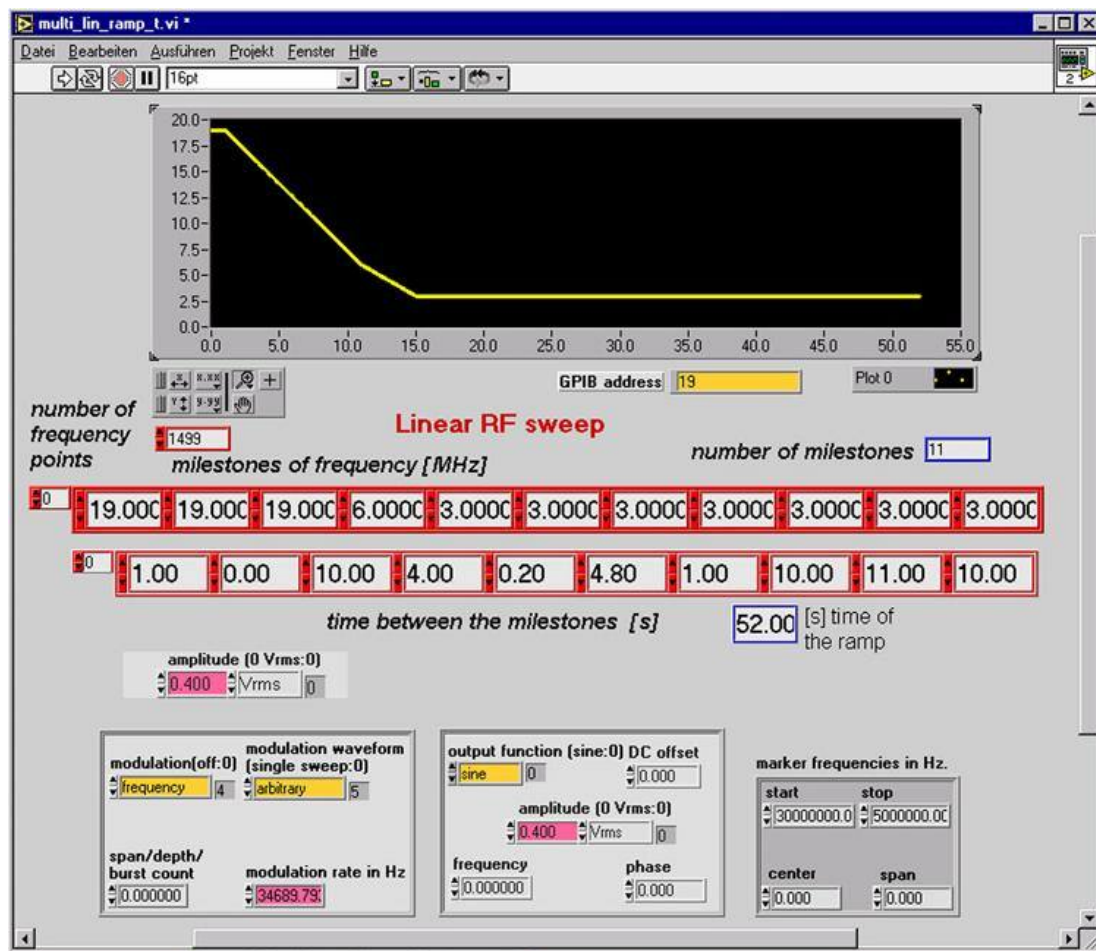 multi_lin_ramp_t.vi *
Datei Bearbeiten Ausführen Projekt Fenster Hilfe
16pt
2
20.0
17.5
15.0
12.5
10.0
7.5
5.0
2.5
0.0
0.0 5.0 10.0 15.0 20.0 25.0 30.0 35.0 40.0 45.0 50.0 55.0
X x.xx
Y y.yy
GPIB address 19 Plot 0
number of
frequency
points
1499
Linear RF sweep
milestones of frequency [MHz]
number of milestones 11
0 19.000 19.000 19.000 6.0000 3.0000 3.0000 3.0000 3.0000 3.0000 3.0000 3.0000
0 1.00 0.00 10.00 4.00 0.20 4.80 1.00 10.00 11.00 10.00
time between the milestones [s]
52.00 [s] time of
the ramp
amplitude (0 Vrms:0)
0.400 Vrms 0
modulation(off:0)
frequency 4
modulation waveform
(single sweep:0)
arbitrary 5
span/depth/
burst count
0.000000
modulation rate in Hz
34689.79
output function (sine:0) DC offset
sine 0 0.000
amplitude (0 Vrms:0)
0.400 Vrms 0
frequency phase
0.000000 0.000
marker frequencies in Hz.
start stop
30000000.0 5000000.00
center span
0.000 0.000